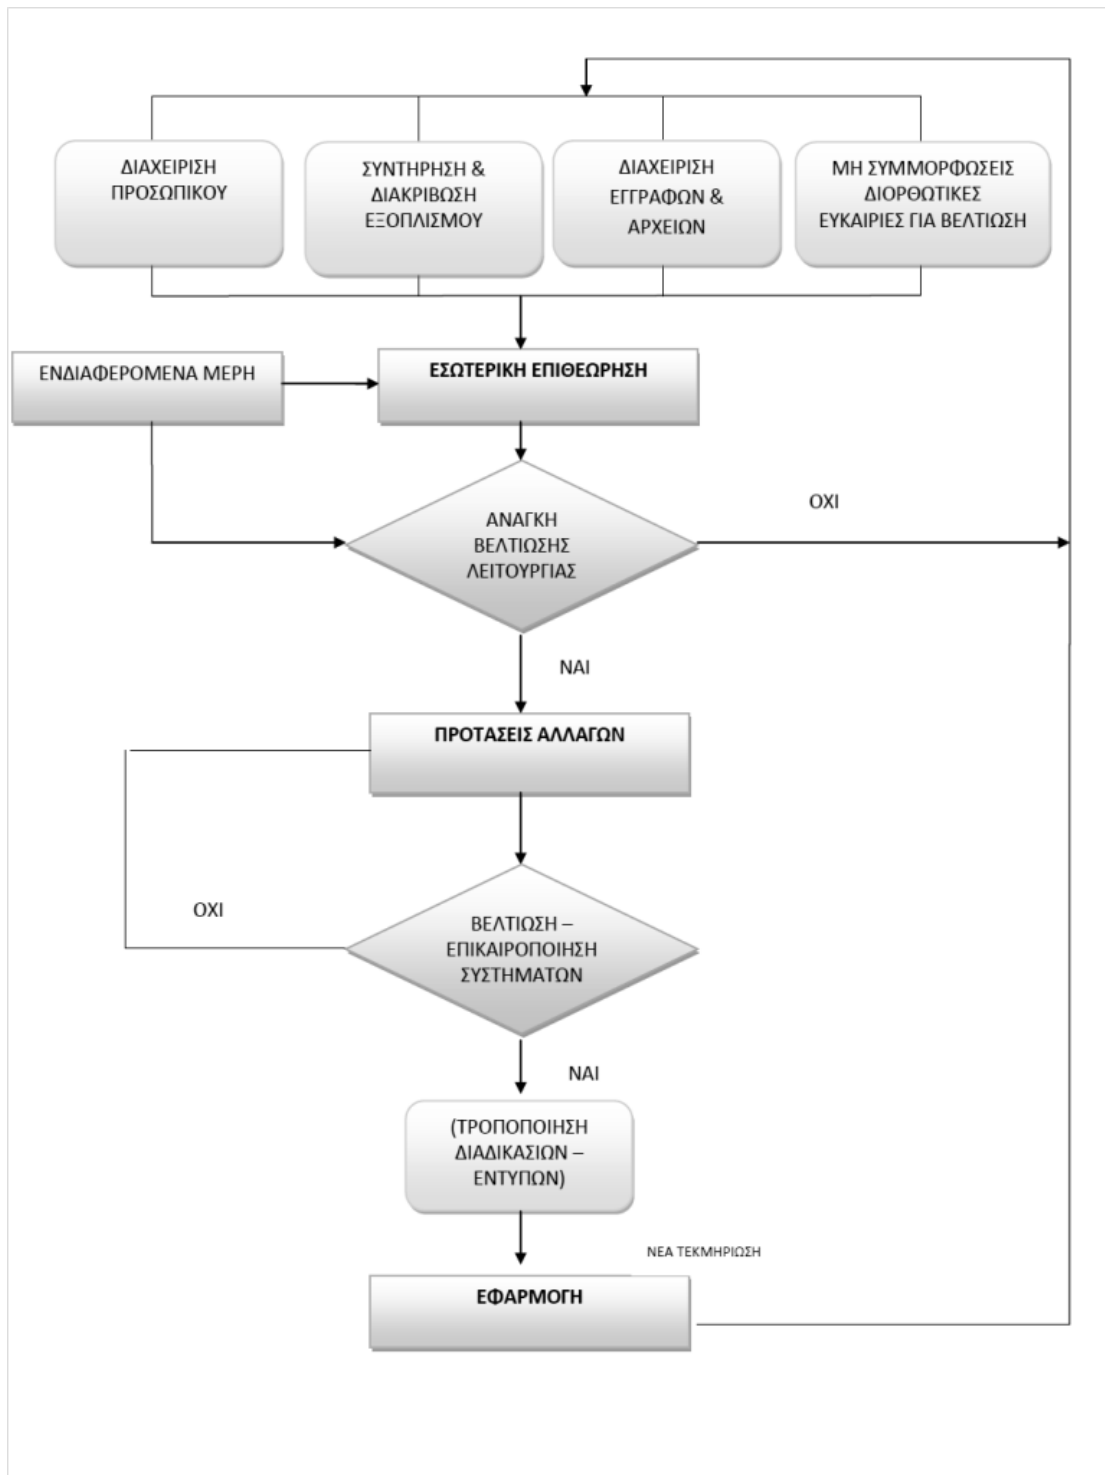 ΔΙΑΧΕΙΡΙΣΗ
ΠΡΟΣΩΠΙΚΟΥ
ΣΥΝΤΗΡΗΣΗ &
ΔΙΑΚΡΙΒΩΣΗ
ΕΞΟΠΛΙΣΜΟΥ
ΔΙΑΧΕΙΡΙΣΗ
ΕΓΓΡΑΦΩΝ &
ΑΡΧΕΙΩΝ
ΜΗ ΣΥΜΜΟΡΦΩΣΕΙΣ
ΔΙΟΡΘΩΤΙΚΕΣ
ΕΥΚΑΙΡΙΕΣ ΓΙΑ ΒΕΛΤΙΩΣΗ
ΕΝΔΙΑΦΕΡΟΜΕΝΑ ΜΕΡΗ
ΕΣΩΤΕΡΙΚΗ ΕΠΙΘΕΩΡΗΣΗ
ΑΝΑΓΚΗ
ΒΕΛΤΙΩΣΗΣ
ΛΕΙΤΟΥΡΓΙΑΣ
ΟΧΙ
ΝΑΙ
ΠΡΟΤΑΣΕΙΣ ΑΛΛΑΓΩΝ
ΟΧΙ
ΒΕΛΤΙΩΣΗ –
ΕΠΙΚΑΙΡΟΠΟΙΗΣΗ
ΣΥΣΤΗΜΑΤΩΝ
ΝΑΙ
(ΤΡΟΠΟΠΟΙΗΣΗ
ΔΙΑΔΙΚΑΣΙΩΝ –
ΕΝΤΥΠΩΝ)
ΝΕΑ ΤΕΚΜΗΡΙΩΣΗ
ΕΦΑΡΜΟΓΗ